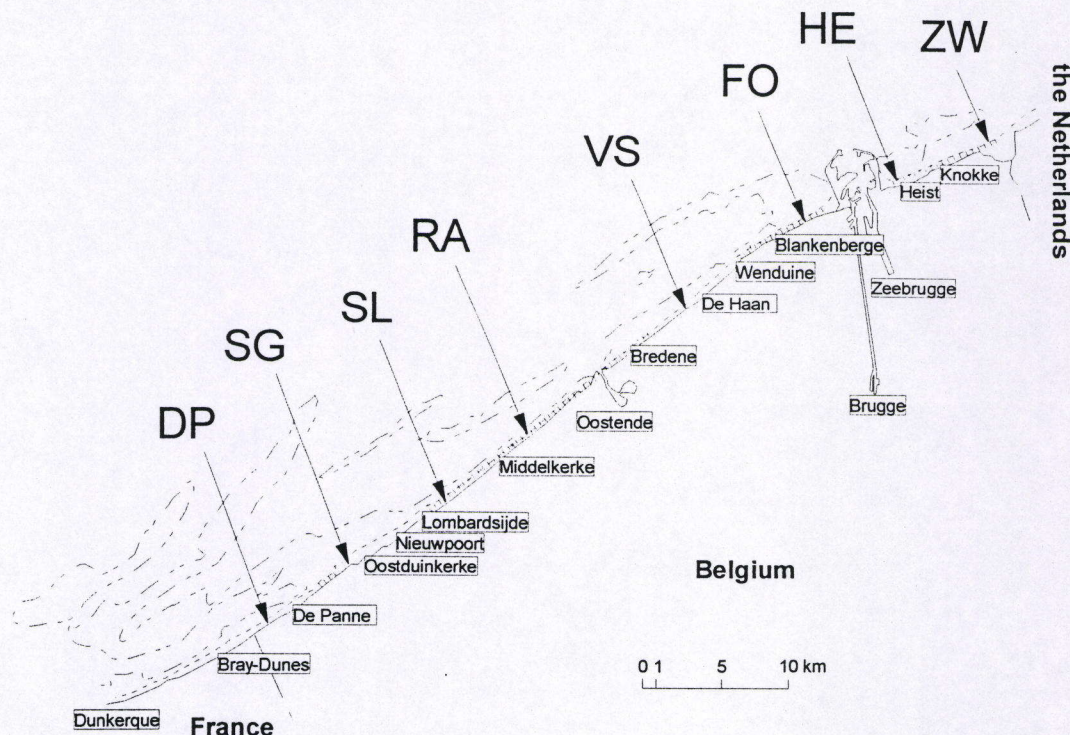 HE
ZW
FO
VS
RA
SL
SG
DP
the Netherlands
Knokke
Heist
Blankenberge
Wenduine
Zeebrugge
De Haan
Bredene
Brugge
Oostende
Middelkerke
Lombardsijde
Nieuwpoort
Oostduinkerke
Belgium
De Panne
Bray-Dunes
0 1 5 10 km
Dunkerque
France